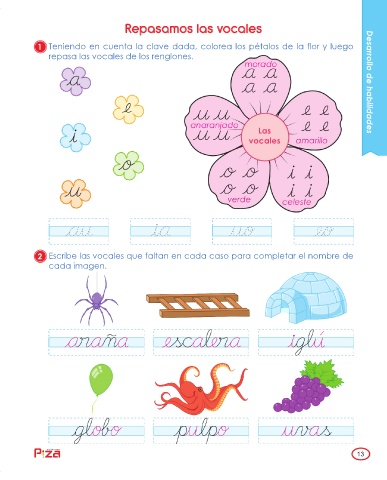 Repasamos las vocales
1 Teniendo en cuenta la clave dada, colorea los pétalos de la flor y luego
repasa las vocales de los renglones.
Desarrollo de habilidades
a
e
i
o
u
morado
a a
a a
u u
anaranjado
u u
Las
vocales
e e
e e
amarillo
o o
o o
verde
i i
i i
celeste
au
ia
uo
eo
2 Escribe las vocales que faltan en cada caso para completar el nombre de
cada imagen.
araña
escalera
iglú
globo
pulpo
uvas
Piza
13